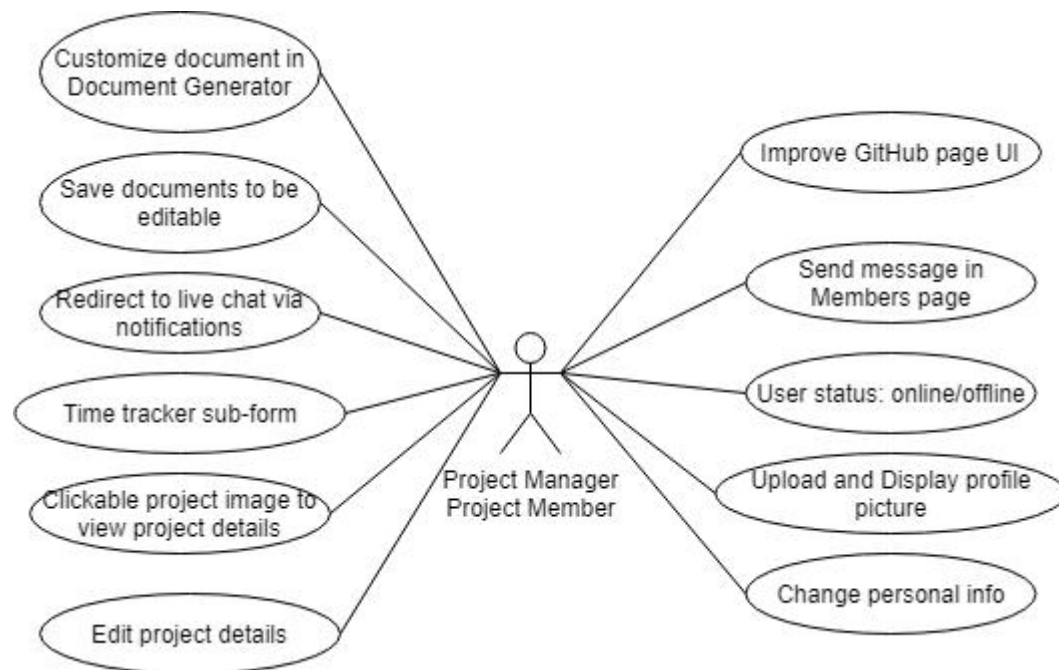 Customize document in
Document Generator
Save documents to be
editable
Redirect to live chat via
notifications
Time tracker sub-form
Clickable project image to
view project details
Edit project details
Project Manager
Project Member
Improve GitHub page UI
Send message in
Members page
User status: online/offline
Upload and Display profile
picture
Change personal info